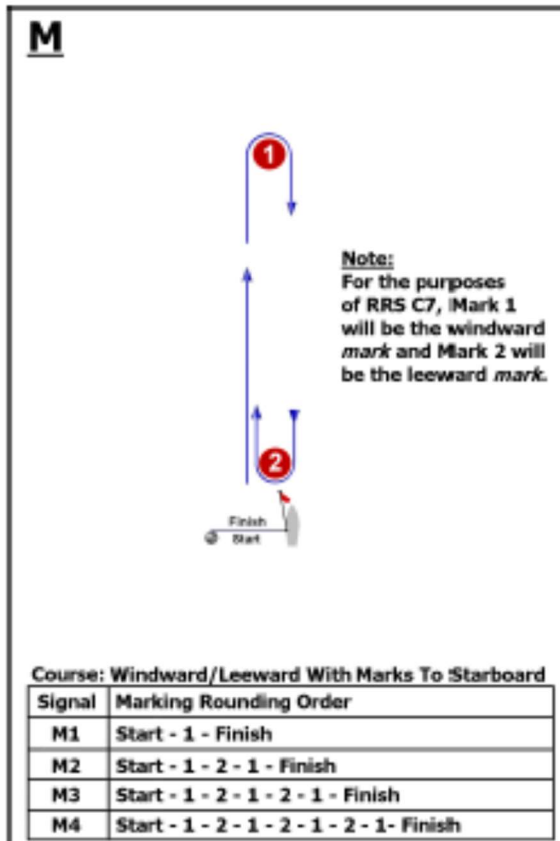 M
1
Note:
For the purposes
of RRS C7, Mark 1
will be the windward
mark and Mark 2 will
be the leeward mark.
2
Finish
Start
Course: Windward/Leeward With Marks To Starboard
Signal Marking Rounding Order
M1 Start - 1 - Finish
M2 Start - 1 - 2 - 1 - Finish
M3 Start - 1 - 2 - 1 - 2 - 1 - Finish
M4 Start - 1 - 2 - 1 - 2 - 1 - 2 - 1- Finish